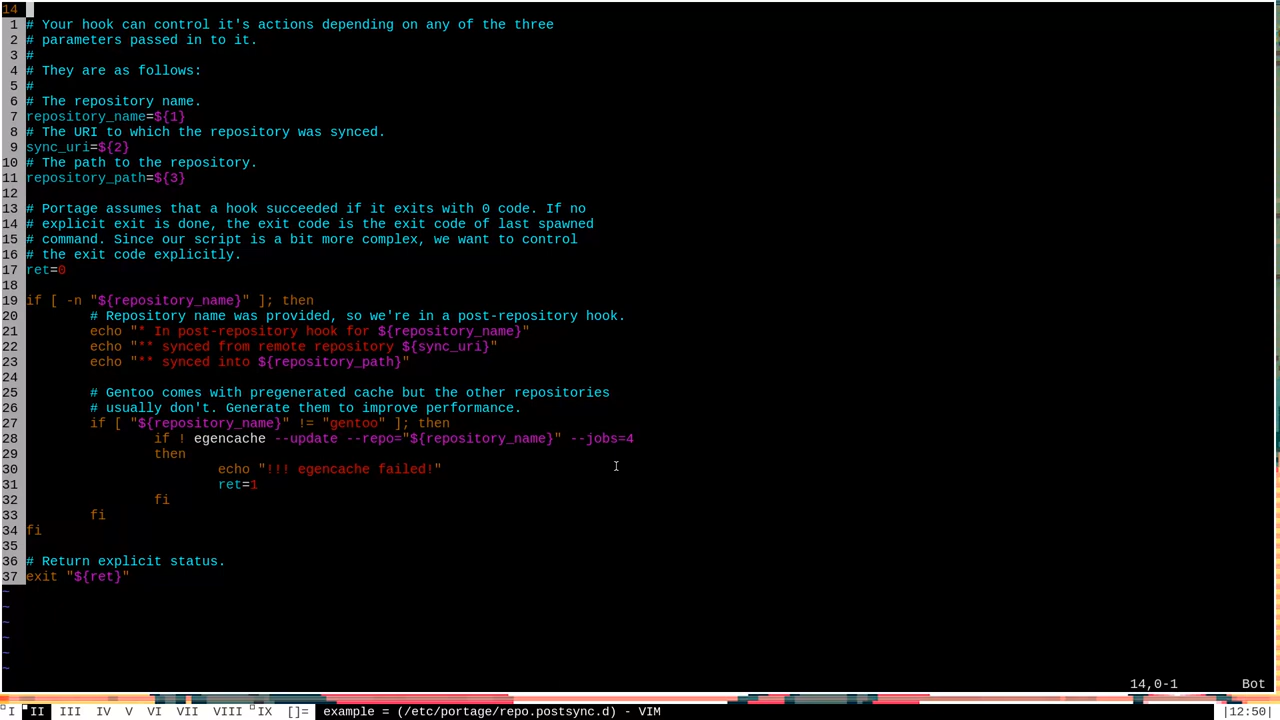 14
1 # Your hook can control it's actions depending on any of the three
2 # parameters passed in to it.
3 #
4 # They are as follows:
5 #
6 # The repository name.
7 repository_name=${1}
8 # The URI to which the repository was synced.
9 sync_uri=${2}
10 # The path to the repository.
11 repository_path=${3}
12
13 # Portage assumes that a hook succeeded if it exits with 0 code. If no
14 # explicit exit is done, the exit code is the exit code of last spawned
15 # command. Since our script is a bit more complex, we want to control
16 # the exit code explicitly.
17 ret=0
18
19 if [ -n "${repository_name}" ]; then
20         # Repository name was provided, so we're in a post-repository hook.
21         echo "* In post-repository hook for ${repository_name}"
22         echo "** synced from remote repository ${sync_uri}"
23         echo "** synced into ${repository_path}"
24
25         # Gentoo comes with pregenerated cache but the other repositories
26         # usually don't. Generate them to improve performance.
27         if [ "${repository_name}" != "gentoo" ]; then
28                 if ! egencache --update --repo="${repository_name}" --jobs=4
29                 then
30                         echo "!!! egencache failed!"
31                         ret=1
32                 fi
33         fi
34 fi
35
36 # Return explicit status.
37 exit "${ret}"
~
~
~
~
~
~
14,0-1 Bot
I II III IV V VI VII VIII IX []= example = (/etc/portage/repo.postsync.d) - VIM |12:50|